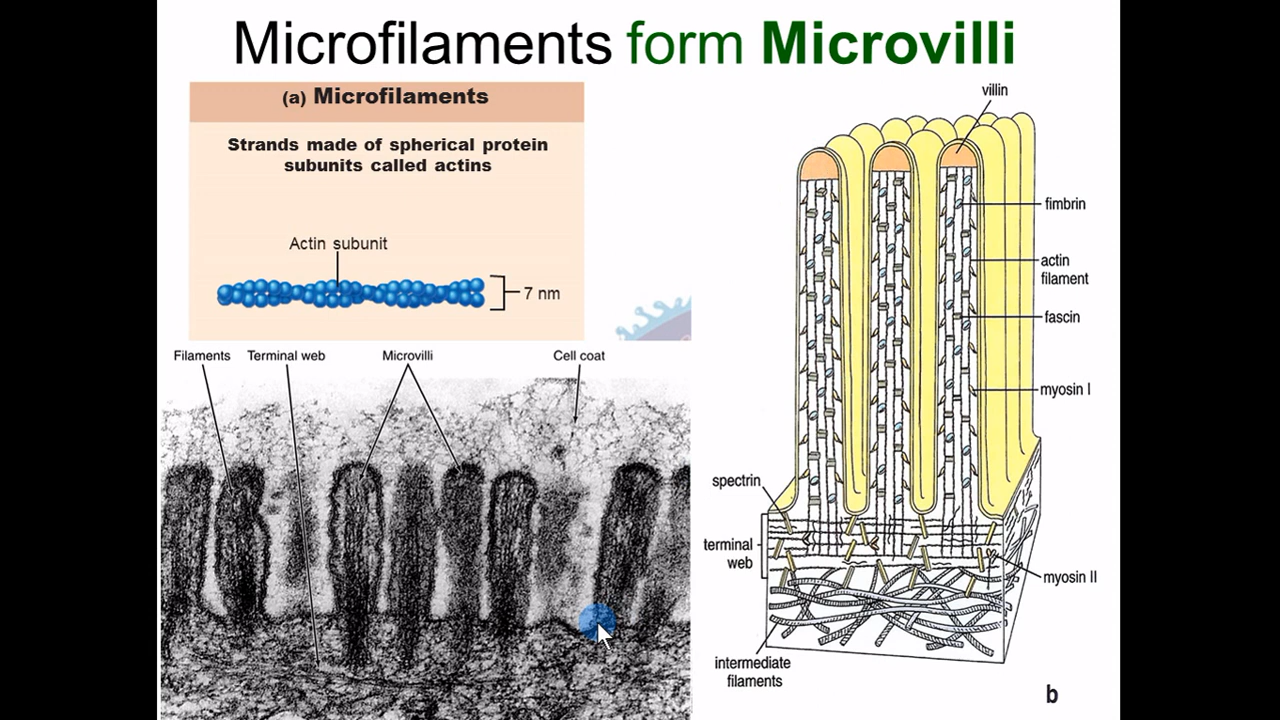 Microfilaments form Microvilli
(a) Microfilaments
Strands made of spherical protein
subunits called actins
Actin subunit
7 nm
Filaments
Terminal web
Microvilli
Cell coat
villin
fimbrin
actin
filament
fascin
myosin I
spectrin
terminal
web
myosin II
intermediate
filaments
b